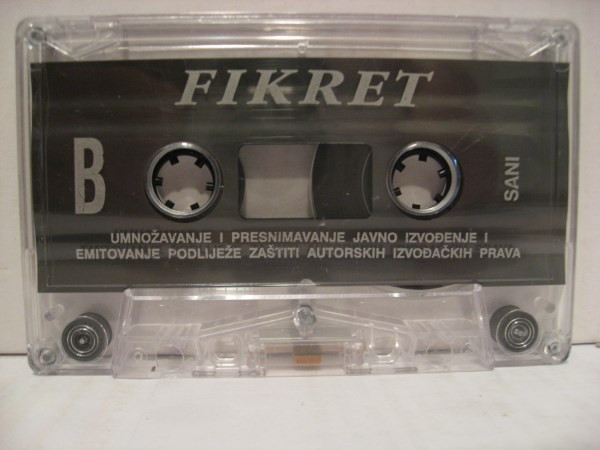 FIKRET
B
SANI
UMNOŽAVANJE I PRESNIMAVANJE JAVNO IZVOĐENJE I
EMITOVANJE PODLIJEŽE ZAŠTITI AUTORSKIH IZVOĐAČKIH PRAVA